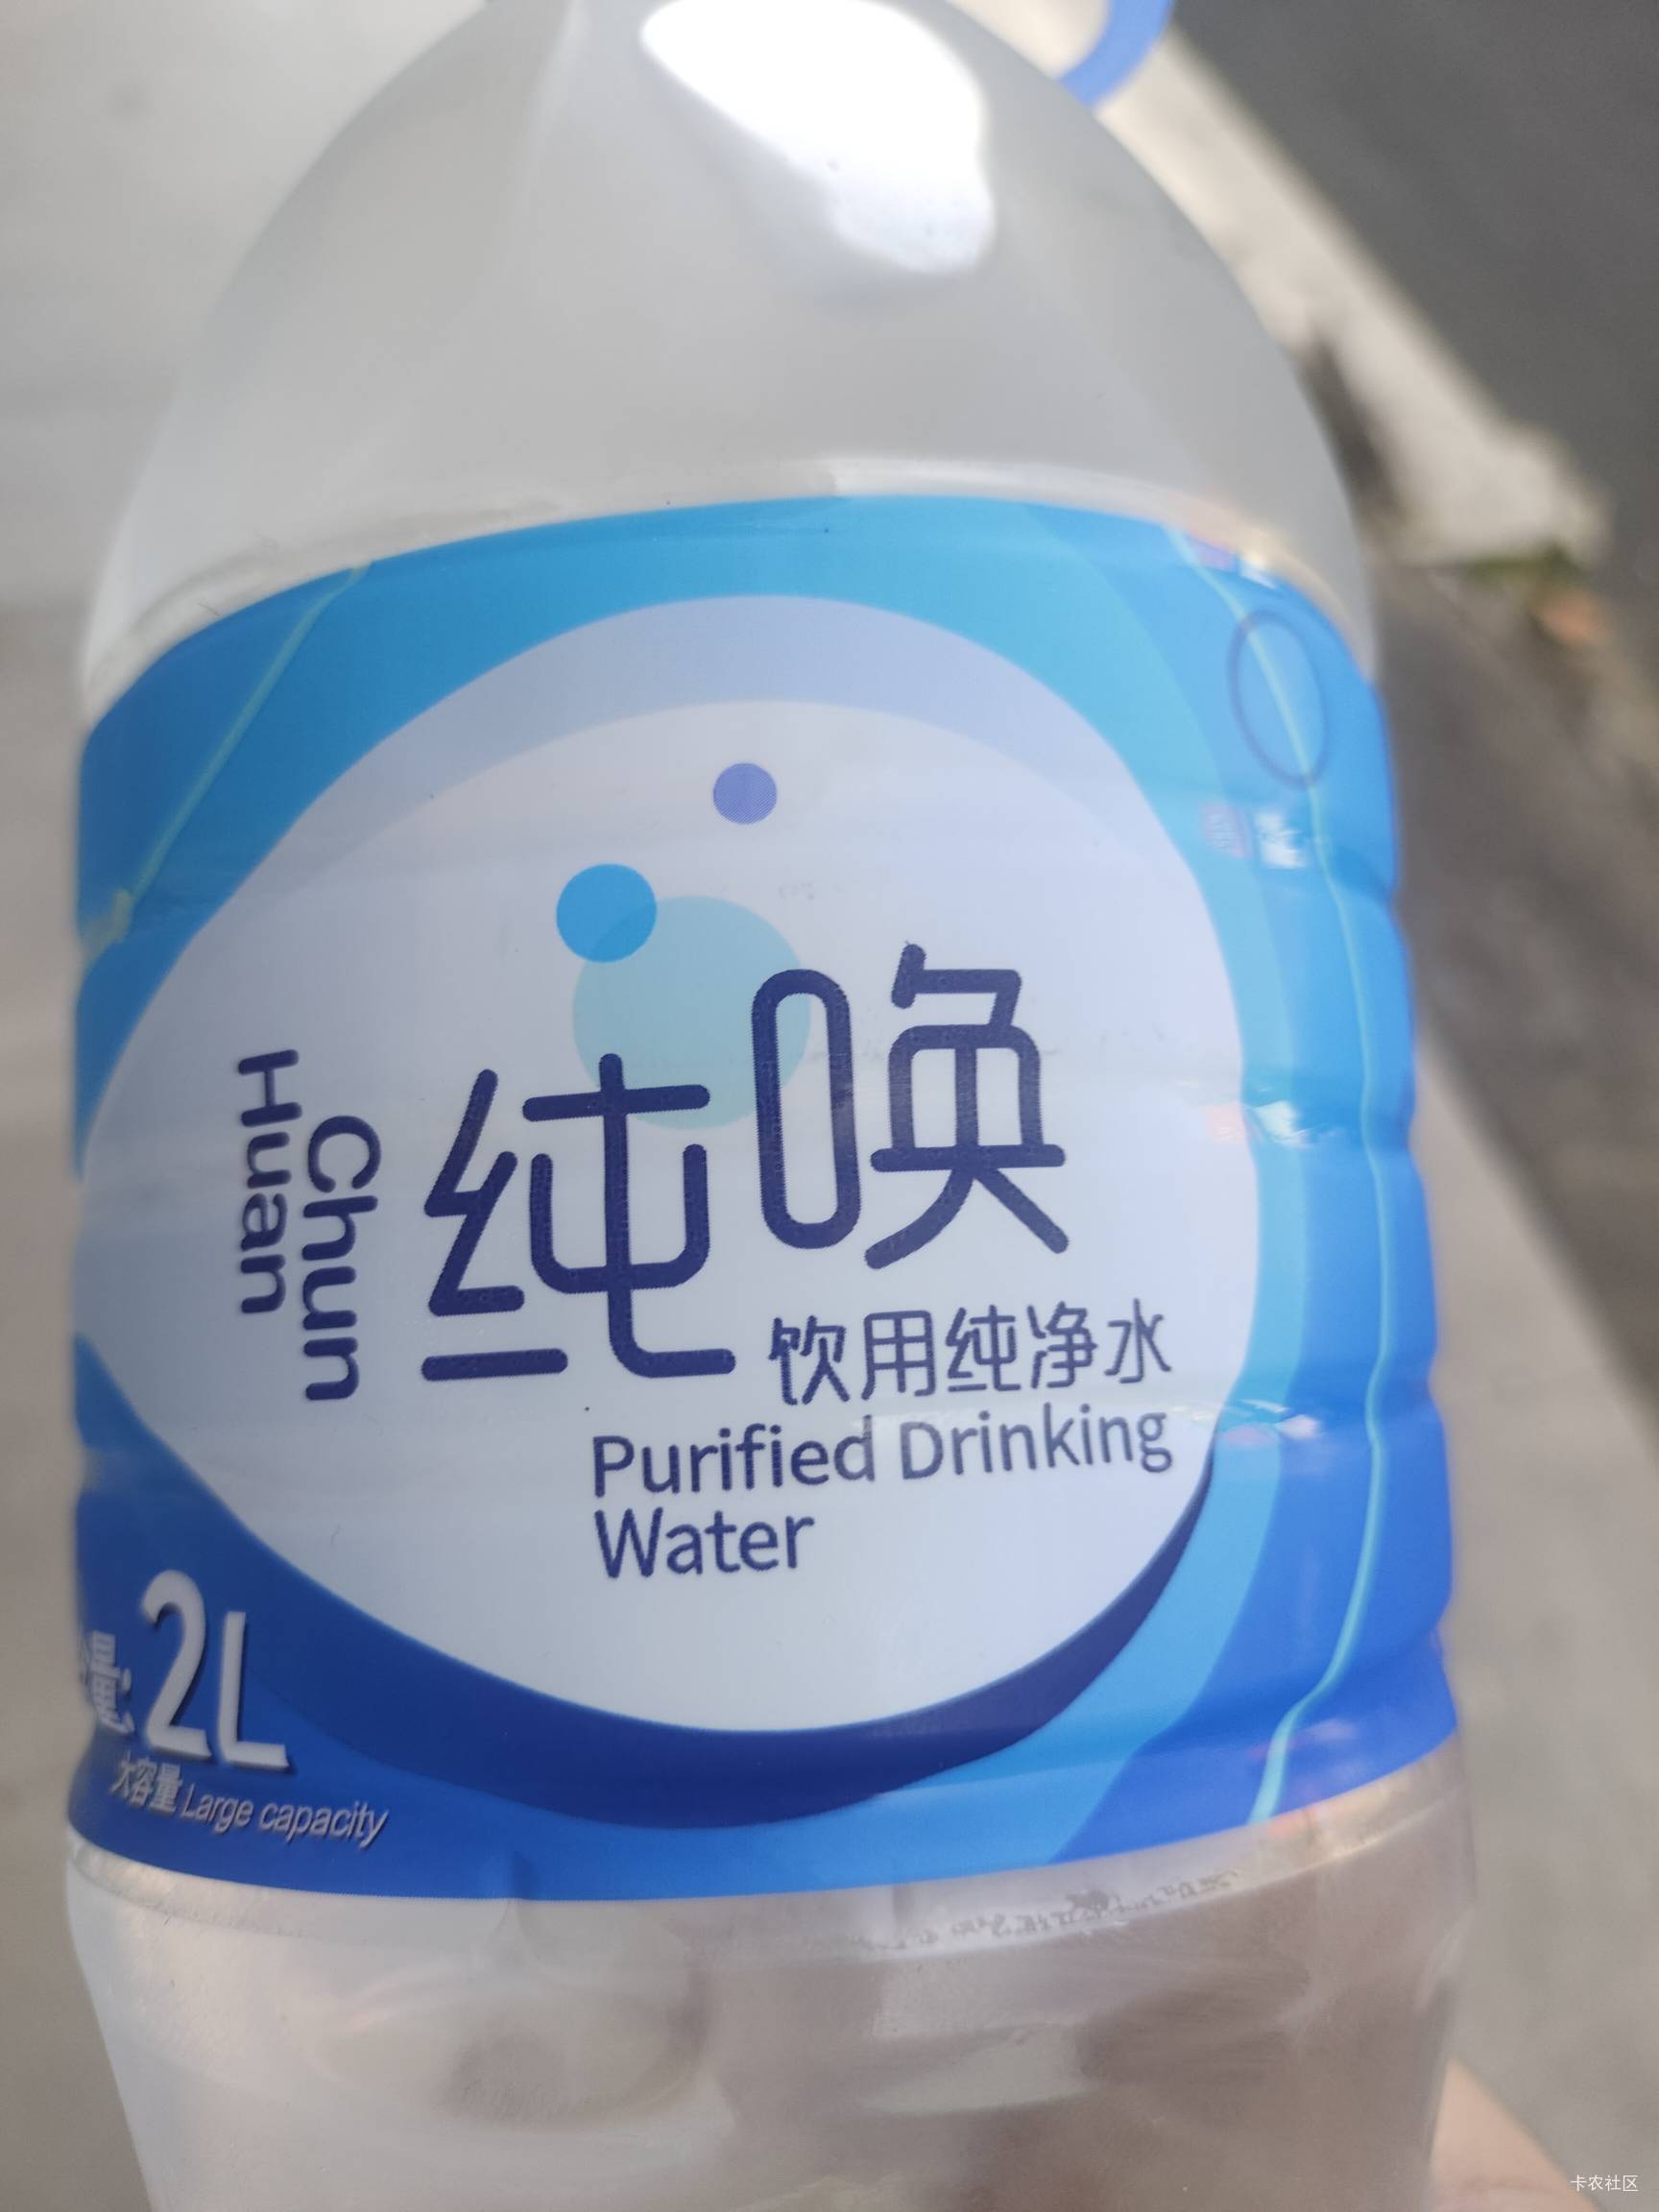 纯唤
Chun
Huan
饮用纯净水
Purified Drinking
Water
量 2L
大容量 Large capacity
卡农社区